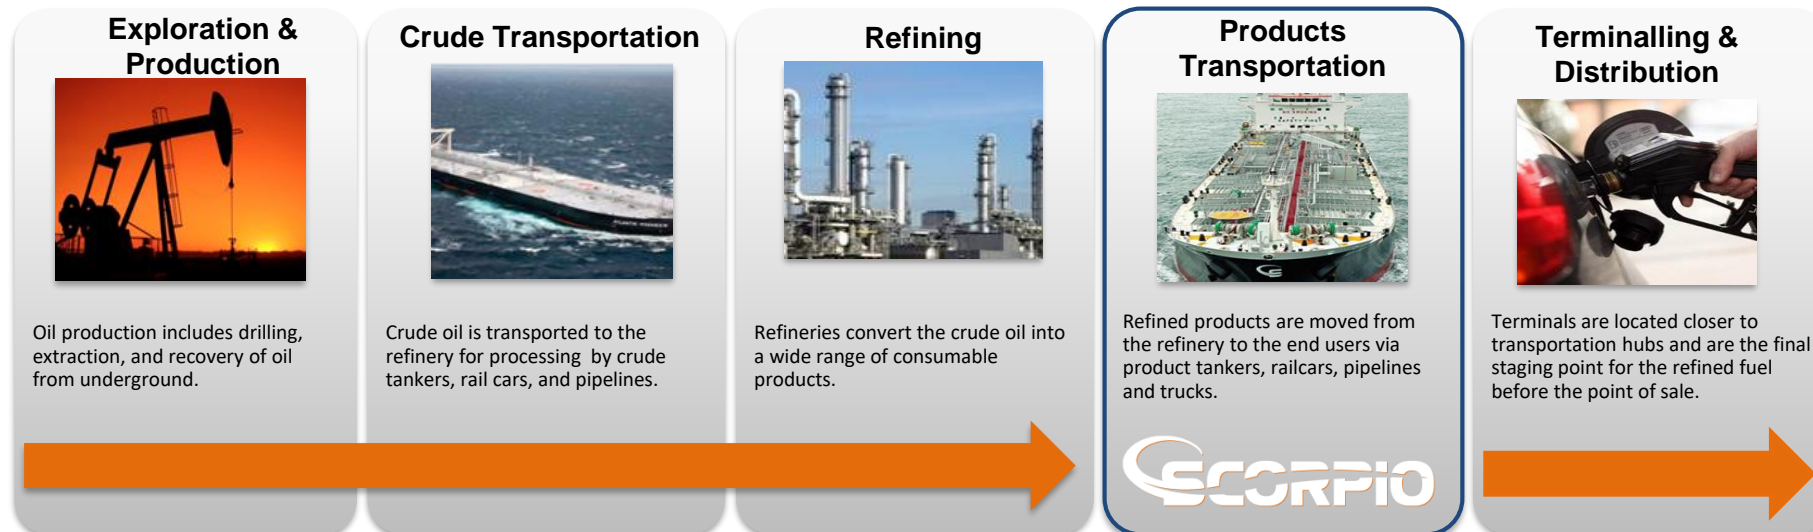 Exploration &
Production
Oil production includes drilling,
extraction, and recovery of oil
from underground.
Crude Transportation
Crude oil is transported to the
refinery for processing  by crude
tankers, rail cars, and pipelines.
Refining
Refineries convert the crude oil into
a wide range of consumable
products.
Products
Transportation
NO SMOKING
SAFETY FIRST
Refined products are moved from
the refinery to the end users via
product tankers, railcars, pipelines
and trucks.
SCORPIO
Terminalling &
Distribution
Terminals are located closer to
transportation hubs and are the final
staging point for the refined fuel
before the point of sale.